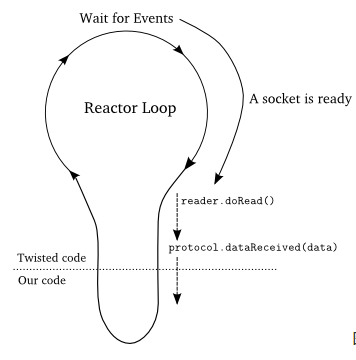 Wait for Events
Reactor Loop
A socket is ready
reader.doRead()
protocol.dataReceived(data)
Twisted code
Our code